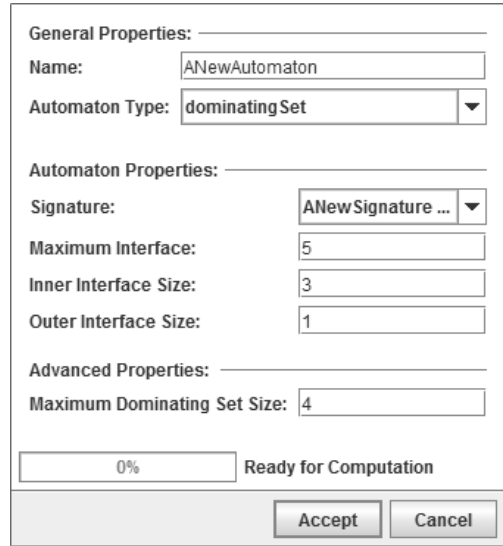 General Properties:
Name: ANewAutomaton
Automaton Type: dominatingSet
Automaton Properties:
Signature: ANewSignature ...
Maximum Interface: 5
Inner Interface Size: 3
Outer Interface Size: 1
Advanced Properties:
Maximum Dominating Set Size: 4
0% Ready for Computation
Accept Cancel